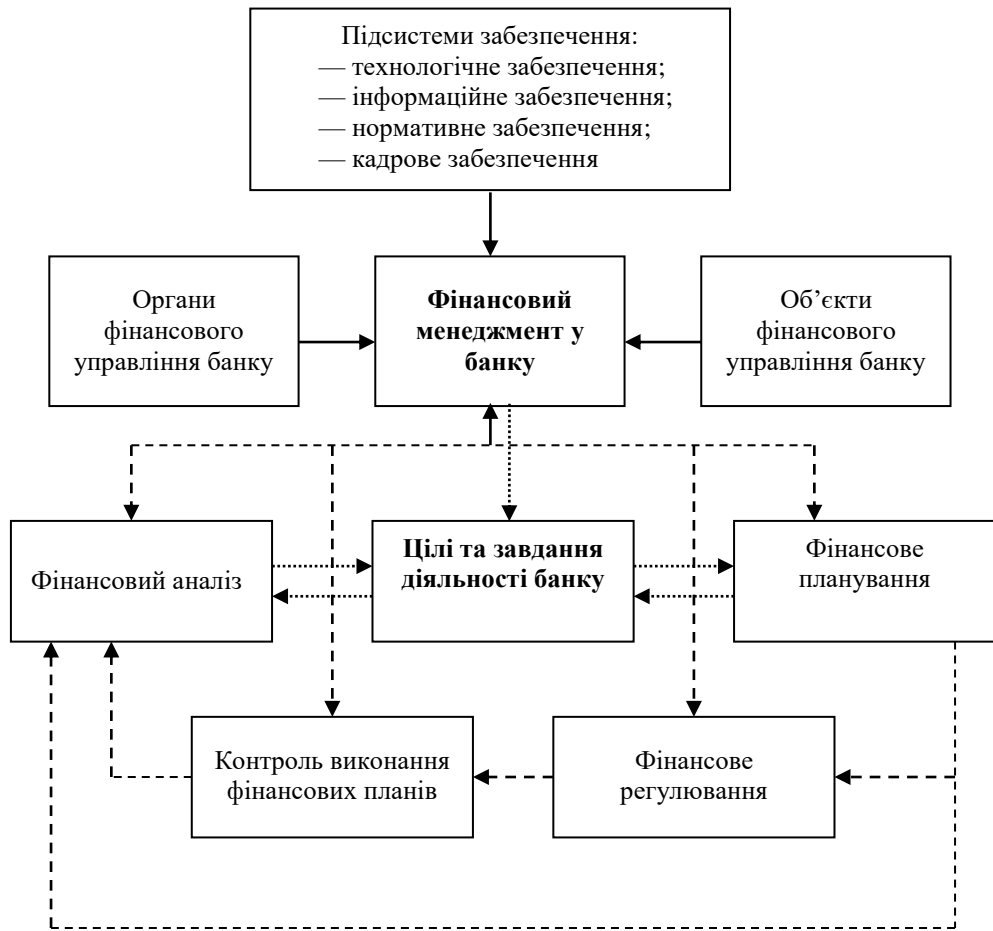 Підсистеми забезпечення:
— технологічне забезпечення;
— інформаційне забезпечення;
— нормативне забезпечення;
— кадрове забезпечення
Органи
фінансового
управління банку
Фінансовий
менеджмент у
банку
Об’єкти
фінансового
управління банку
Фінансовий аналіз
Цілі та завдання
діяльності банку
Фінансове
планування
Контроль виконання
фінансових планів
Фінансове
регулювання